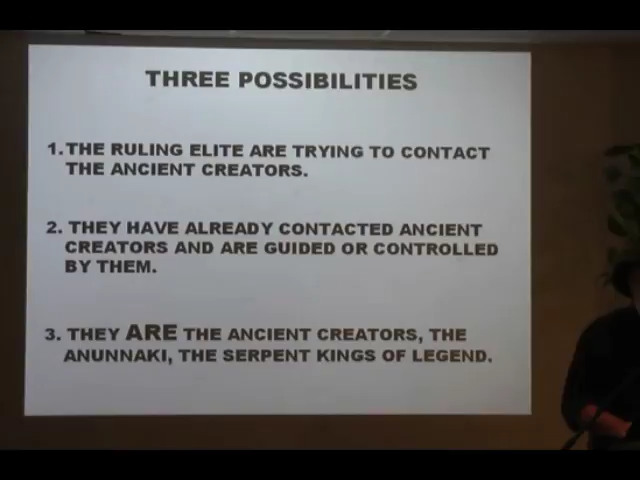 THREE POSSIBILITIES
1. THE RULING ELITE ARE TRYING TO CONTACT
THE ANCIENT CREATORS.
2. THEY HAVE ALREADY CONTACTED ANCIENT
CREATORS AND ARE GUIDED OR CONTROLLED
BY THEM.
3. THEY ARE THE ANCIENT CREATORS, THE
ANUNNAKI, THE SERPENT KINGS OF LEGEND.